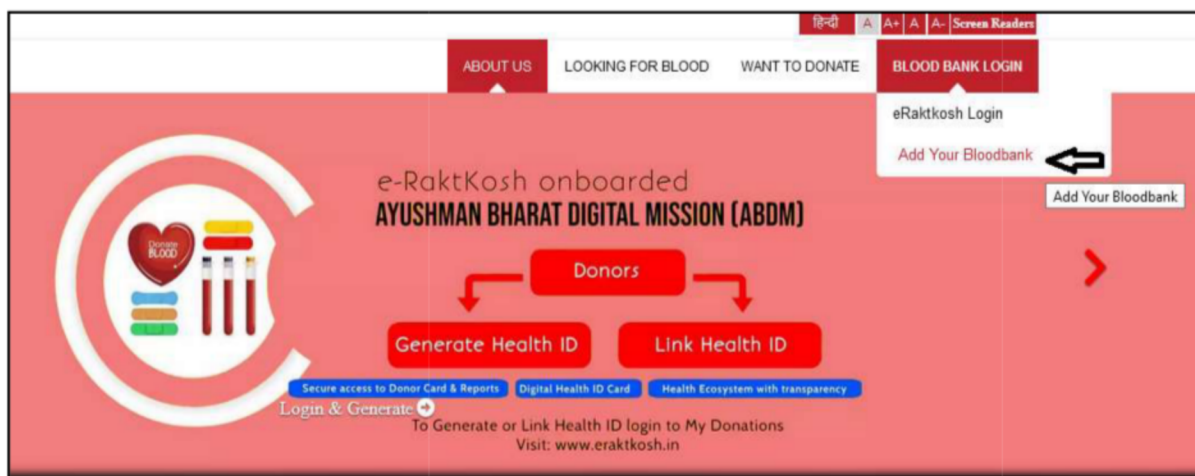 हिन्दी A A+ A A- Screen Readers
ABOUT US LOOKING FOR BLOOD WANT TO DONATE BLOOD BANK LOGIN
eRaktkosh Login
Add Your Bloodbank
Add Your Bloodbank
e-RaktKosh onboarded
AYUSHMAN BHARAT DIGITAL MISSION (ABDM)
Donate
BLOOD
Donors
Generate Health ID Link Health ID
Secure access to Donor Card & Reports Digital Health ID Card Health Ecosystem with transparency
Login & Generate
To Generate or Link Health ID login to My Donations
Visit: www.eraktkosh.in